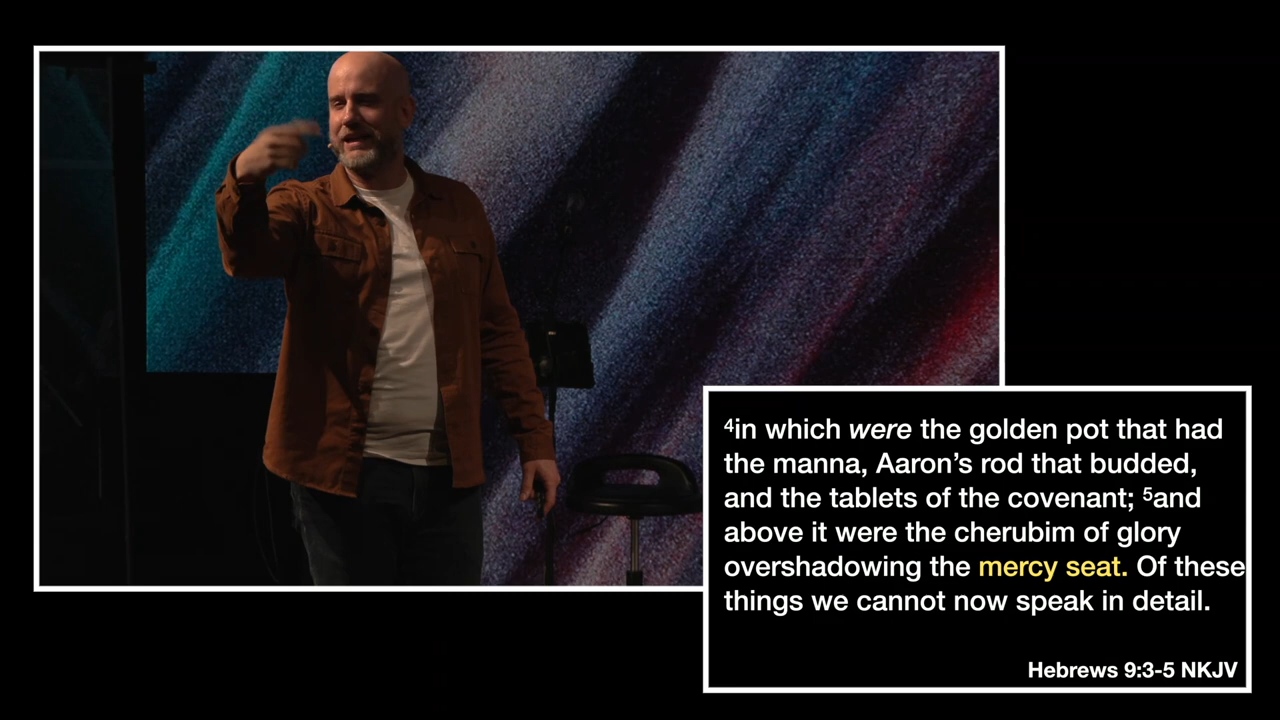 ⁴in which were the golden pot that had
the manna, Aaron’s rod that budded,
and the tablets of the covenant; ⁵and
above it were the cherubim of glory
overshadowing the mercy seat. Of these
things we cannot now speak in detail.
Hebrews 9:3-5 NKJV